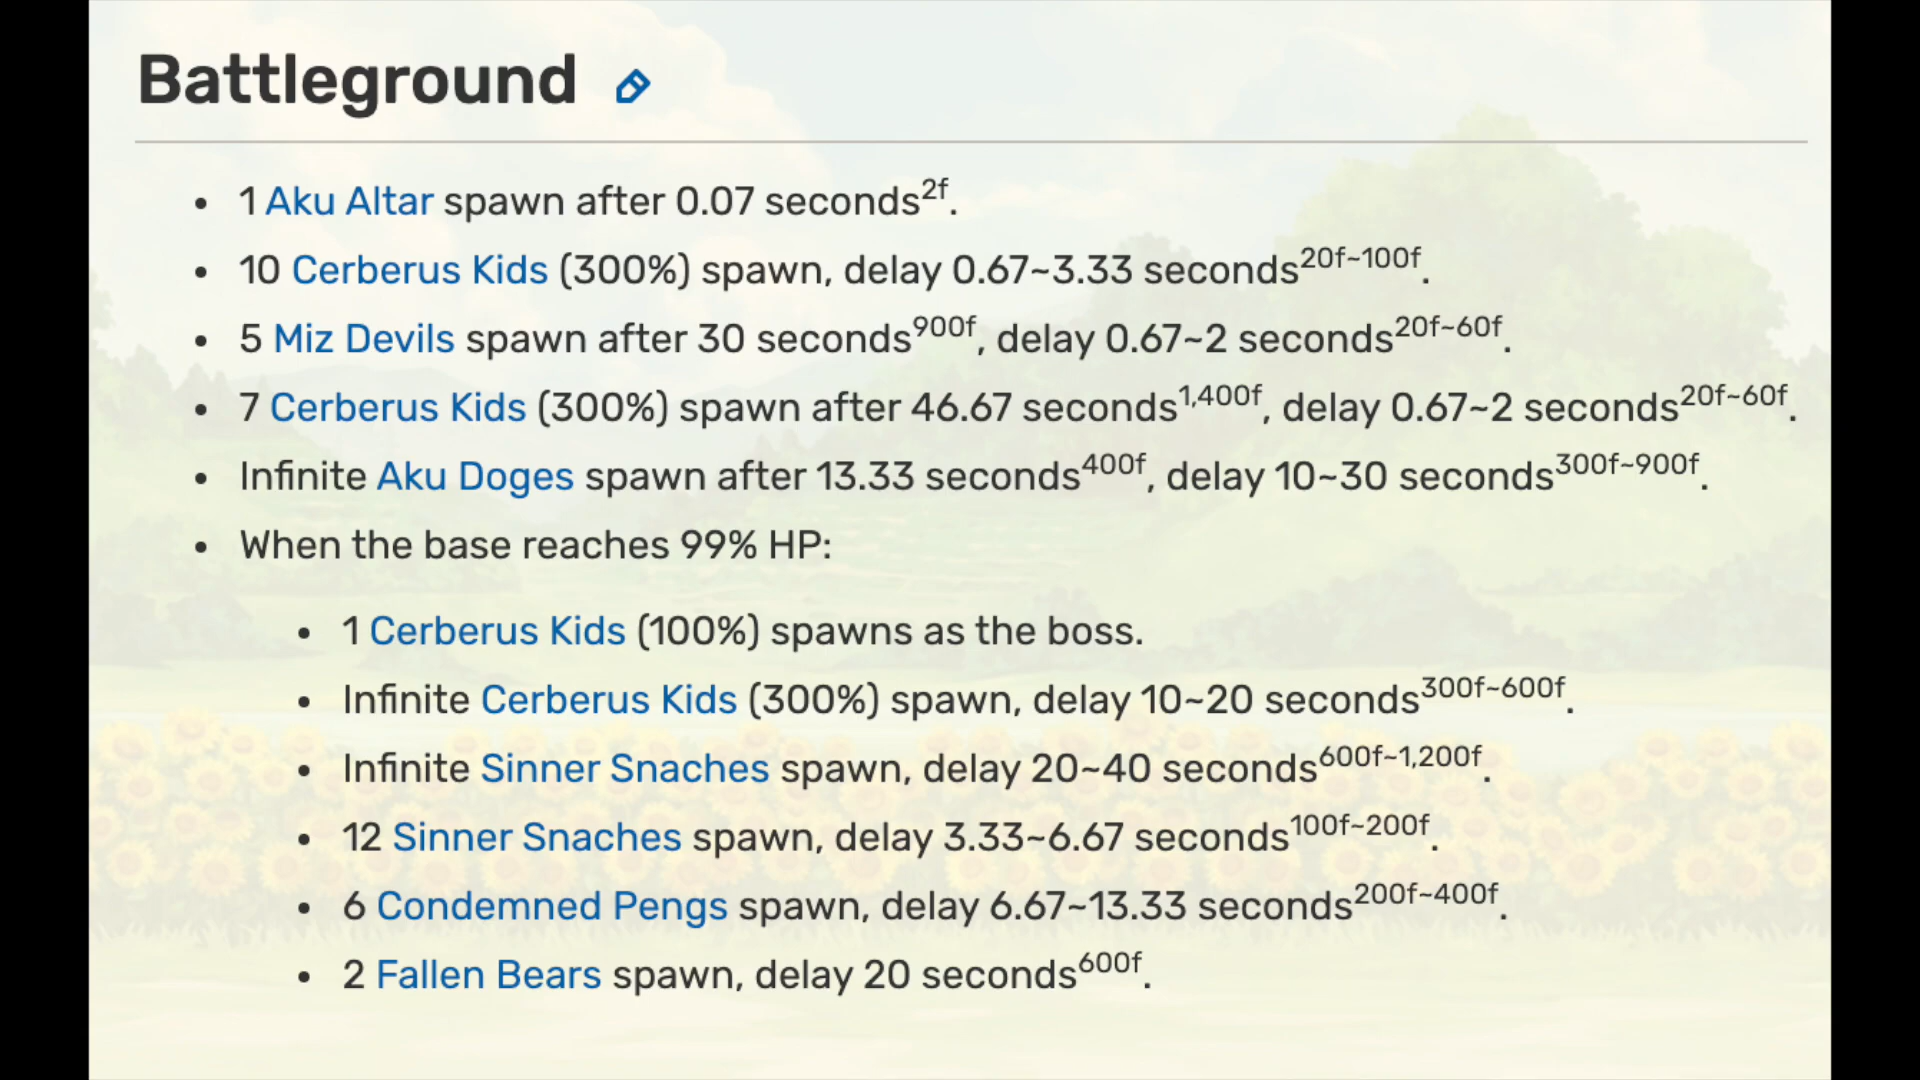 Battleground
• 1 Aku Altar spawn after 0.07 seconds2f.
• 10 Cerberus Kids (300%) spawn, delay 0.67~3.33 seconds20f~100f.
• 5 Miz Devils spawn after 30 seconds900f, delay 0.67~2 seconds20f~60f.
• 7 Cerberus Kids (300%) spawn after 46.67 seconds1,400f, delay 0.67~2 seconds20f~60f.
• Infinite Aku Doges spawn after 13.33 seconds400f, delay 10~30 seconds300f~900f.
• When the base reaches 99% HP:
• 1 Cerberus Kids (100%) spawns as the boss.
• Infinite Cerberus Kids (300%) spawn, delay 10~20 seconds300f~600f.
• Infinite Sinner Snaches spawn, delay 20~40 seconds600f~1,200f.
• 12 Sinner Snaches spawn, delay 3.33~6.67 seconds100f~200f.
• 6 Condemned Pengs spawn, delay 6.67~13.33 seconds200f~400f.
• 2 Fallen Bears spawn, delay 20 seconds600f.